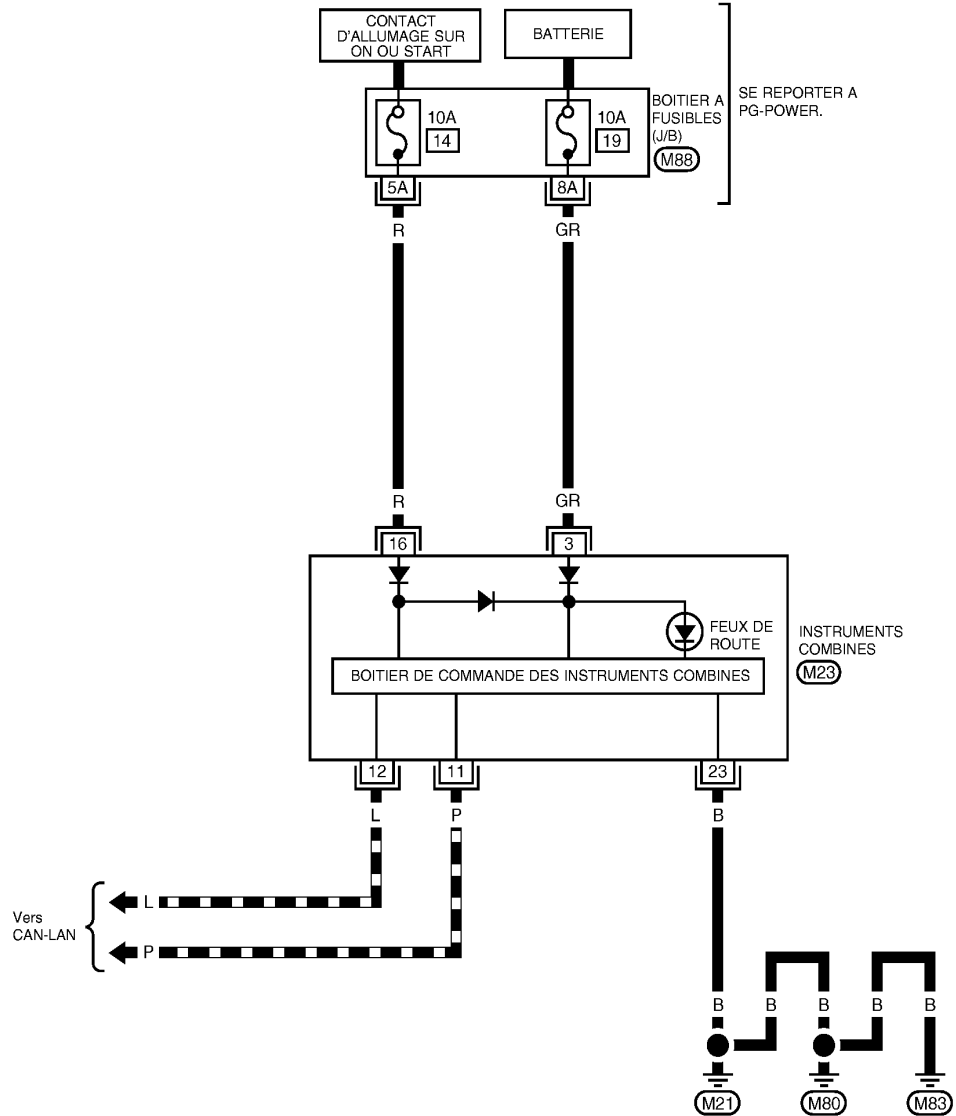 CONTACT
D'ALLUMAGE SUR
ON OU START
BATTERIE
SE REPORTER A
PG-POWER.
BOITIER A
FUSIBLES
(J/B)
M88
10A
14
10A
19
5A
8A
R
GR
R
GR
16
3
FEUX DE
ROUTE
INSTRUMENTS
COMBINES
M23
BOITIER DE COMMANDE DES INSTRUMENTS COMBINES
12
11
23
L
P
B
L
P
Vers
CAN-LAN
B
B
B
B
B
M21
M80
M83